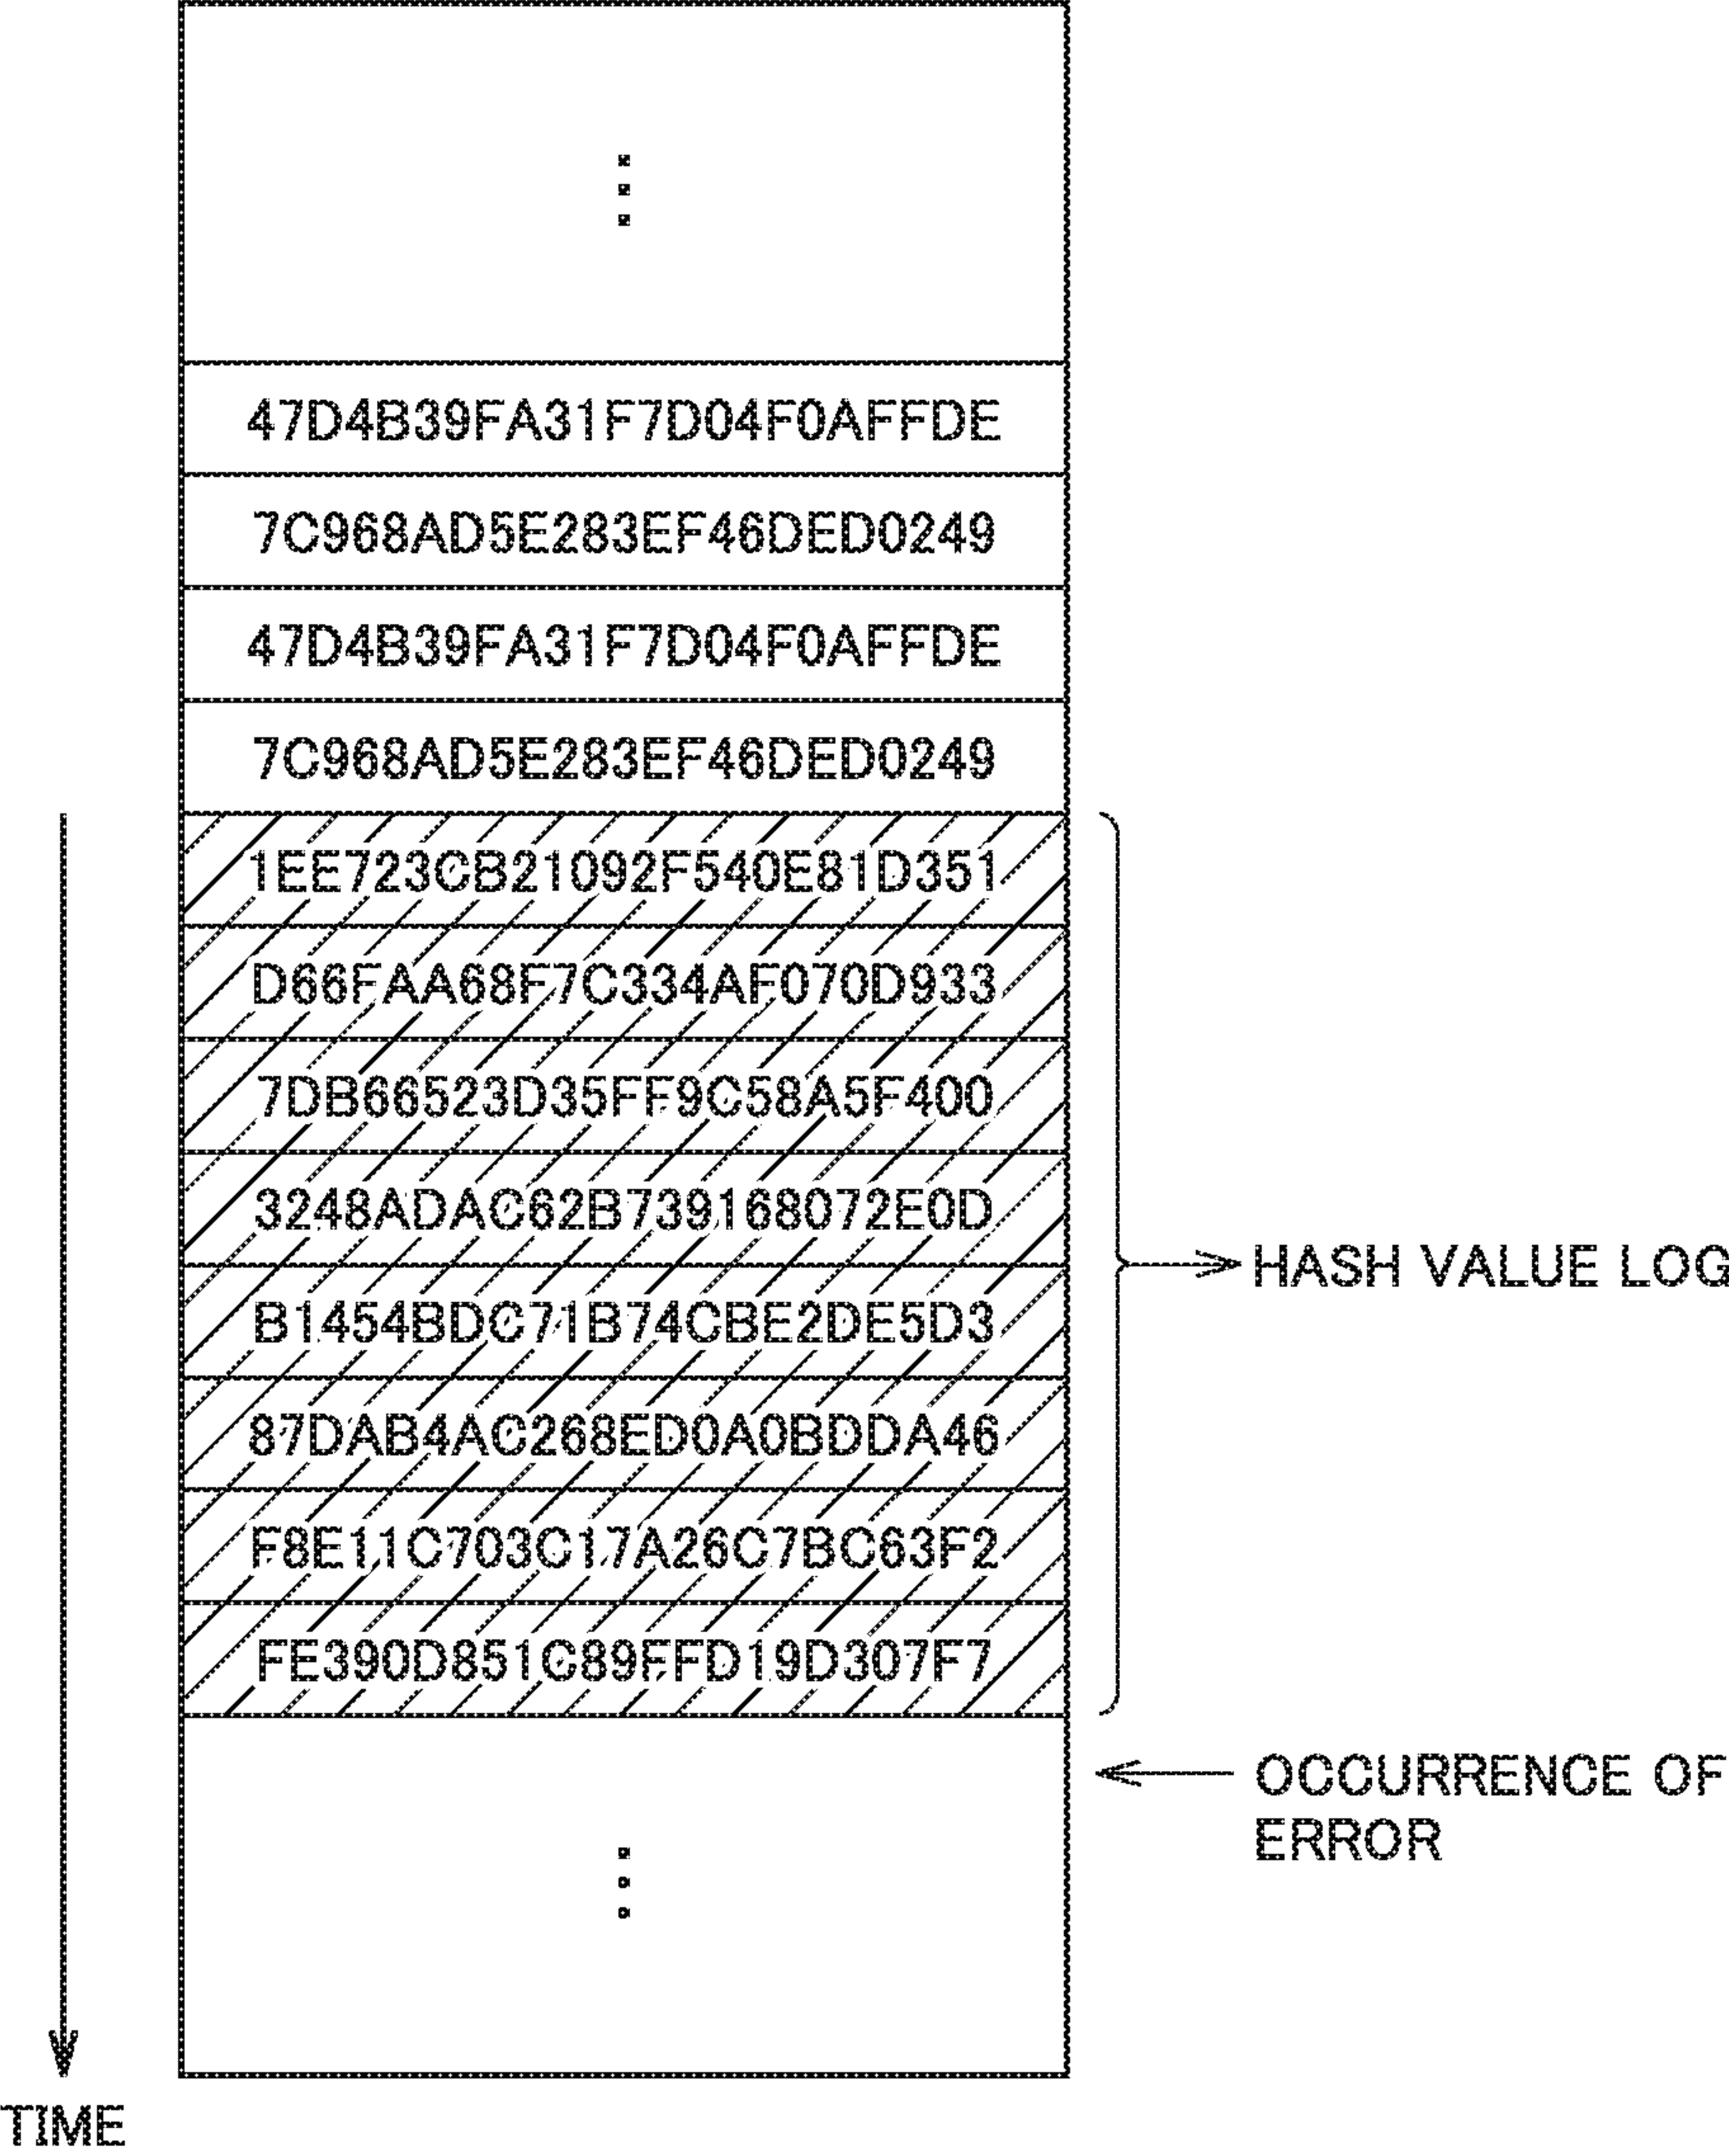 47D4B39FA31F7D04F0AFFDE
7C968AD5E283EF46DED0249
47D4B39FA31F7D04F0AFFDE
7C968AD5E283EF46DED0249
1EE723CB21092F540E81D351
D66FAA68F7C334AF070D933
7DB66523D35FF9C58A5F400
3248ADAC62B739168072E0D
B1454BDC71B74CBE2DE5D3
87DAB4AC268ED0A0BDDA46
F8E11C703C17A26C7BC63F2
FE390D851C89FFD19D307F7
HASH VALUE LOG
OCCURRENCE OF
ERROR
TIME